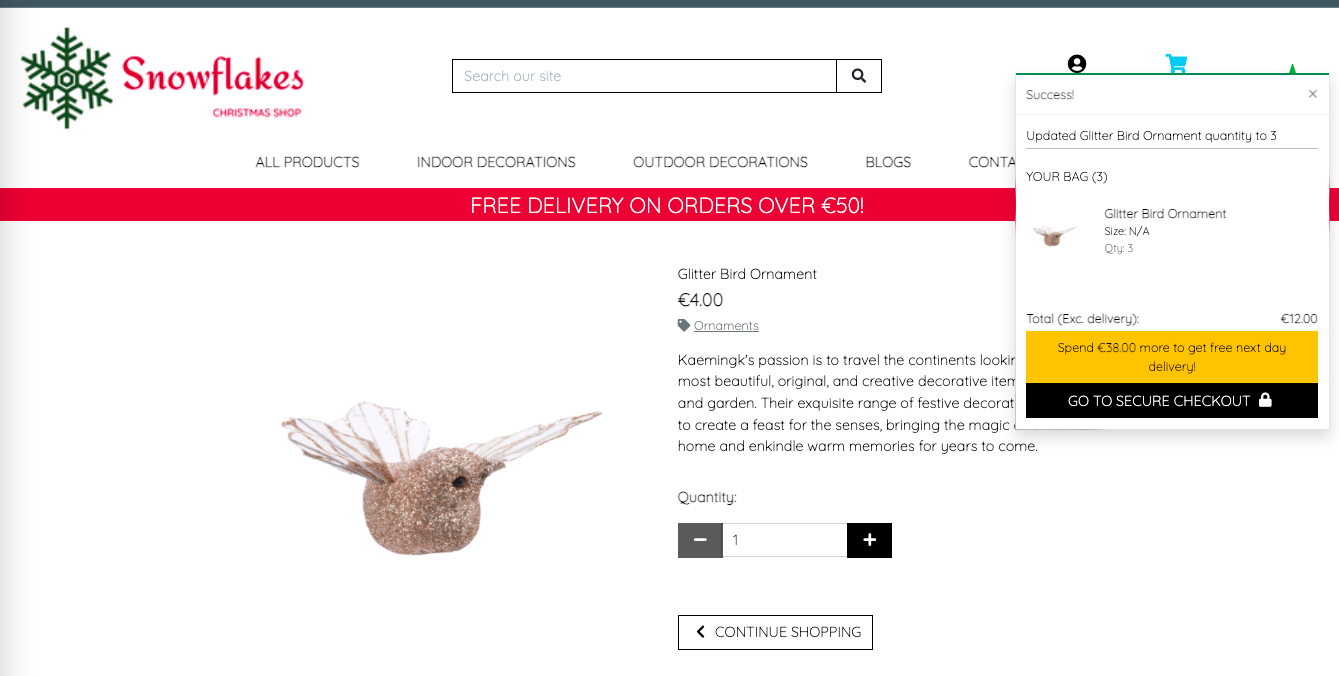 Snowflakes
CHRISTMAS SHOP
Search our site
ALL PRODUCTS INDOOR DECORATIONS OUTDOOR DECORATIONS BLOGS CONTA
FREE DELIVERY ON ORDERS OVER €50!
Success! ×
Updated Glitter Bird Ornament quantity to 3
YOUR BAG (3)
Glitter Bird Ornament
Size: N/A
Qty: 3
Total (Exc. delivery): €12.00
Spend €38.00 more to get free next day
delivery!
GO TO SECURE CHECKOUT
Glitter Bird Ornament
€4.00
Ornaments
Kaemingk's passion is to travel the continents lookin
most beautiful, original, and creative decorative item
and garden. Their exquisite range of festive decorat
to create a feast for the senses, bringing the magic
home and enkindle warm memories for years to come.
Quantity:
1
CONTINUE SHOPPING